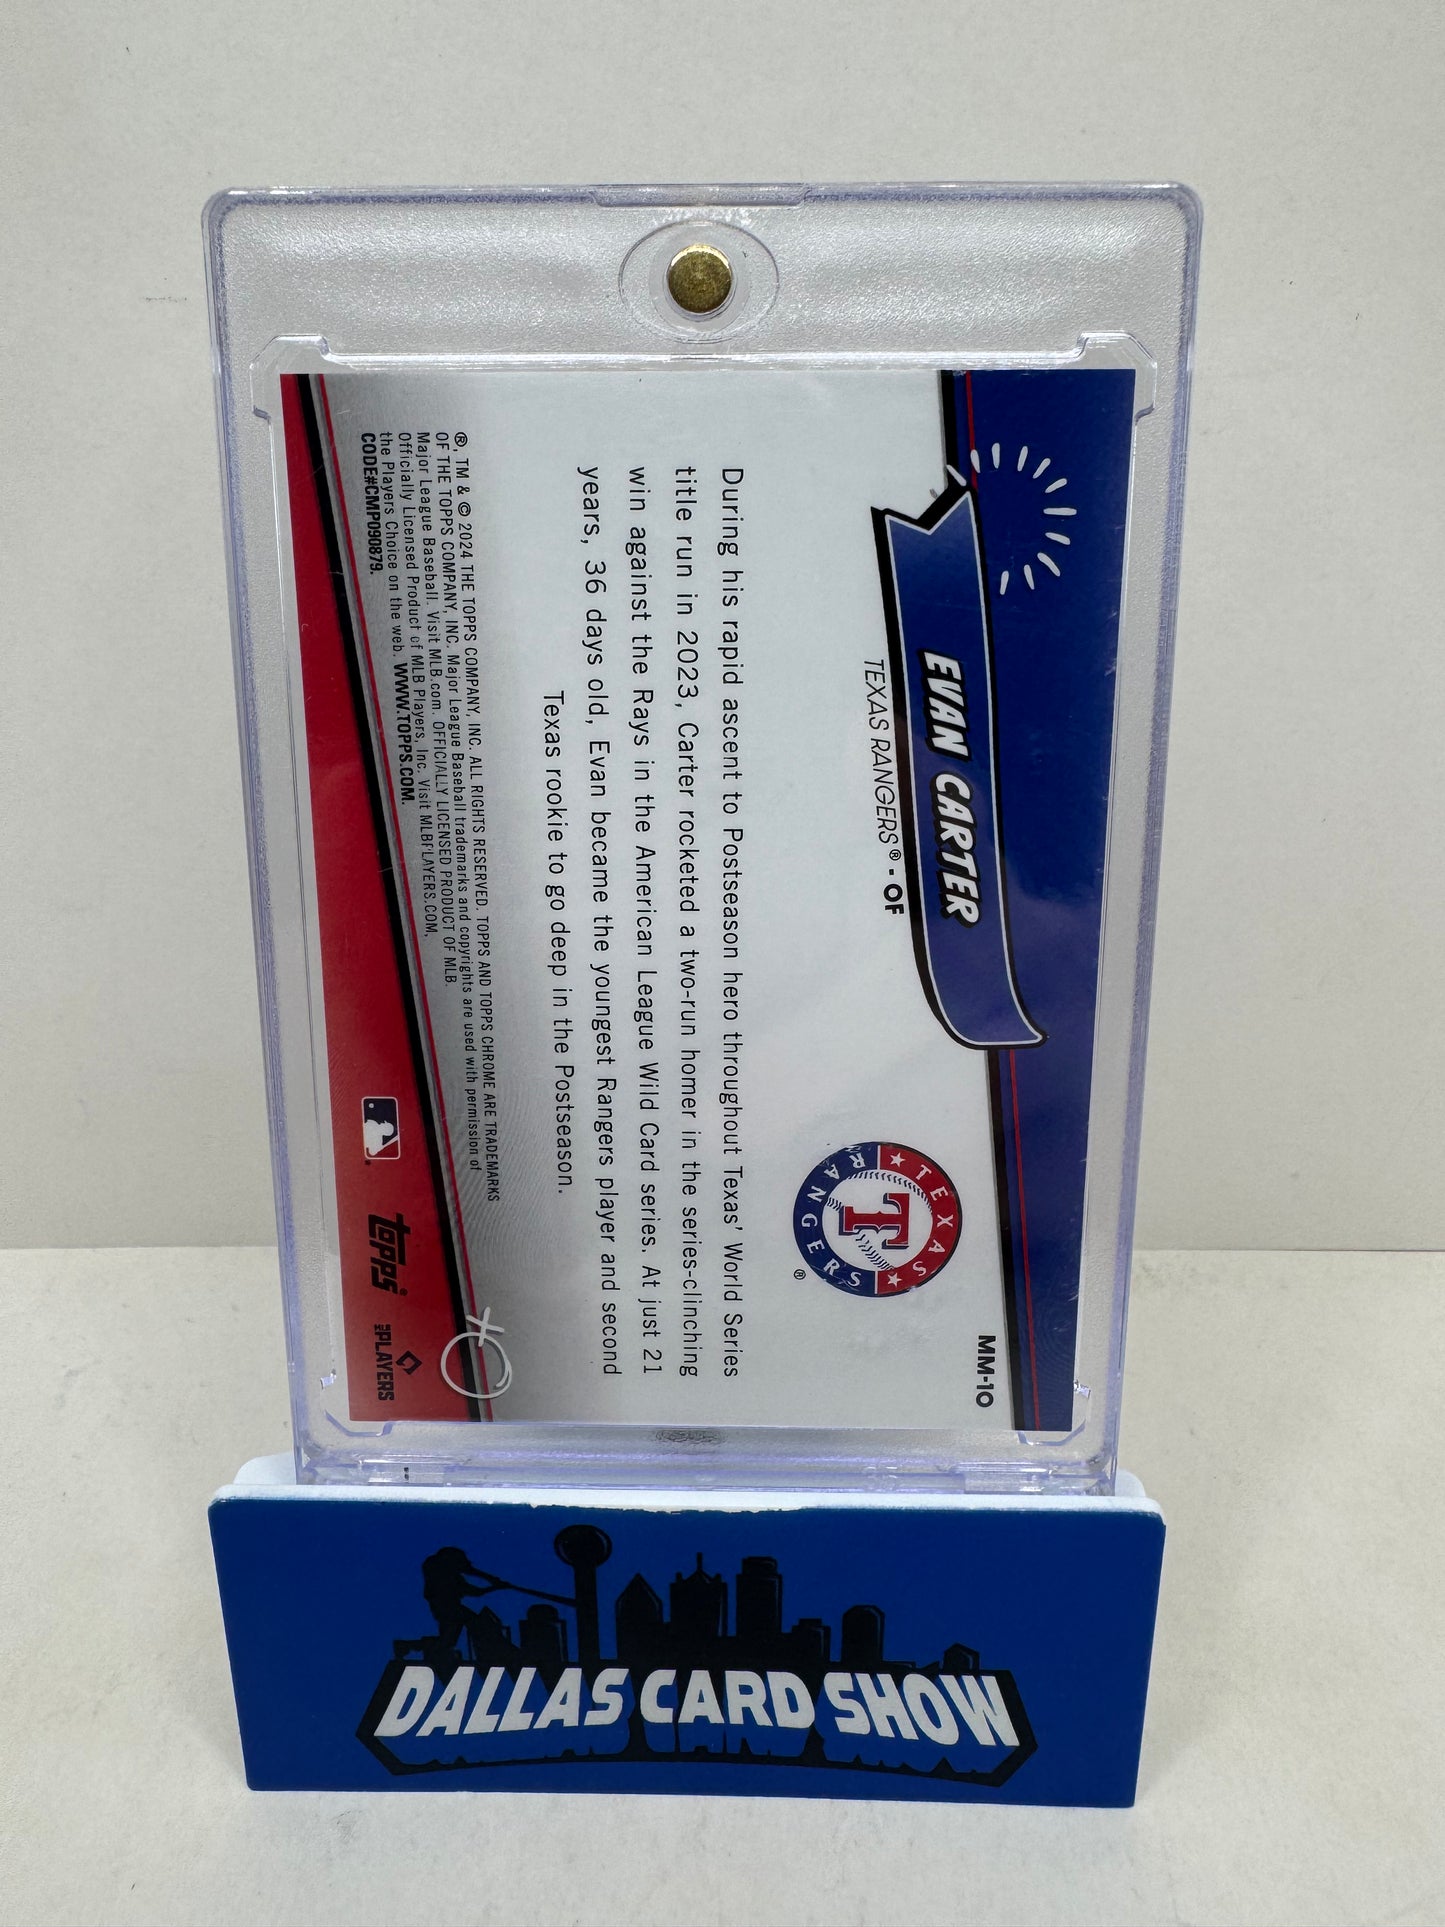 MM-10
EVAN CARTER
TEXAS RANGERS® - OF
TEXAS
RANGERS
T
®
During his rapid ascent to Postseason hero throughout Texas' World Series
title run in 2023, Carter rocketed a two-run homer in the series-clinching
win against the Rays in the American League Wild Card series. At just 21
years, 36 days old, Evan became the youngest Rangers player and second
Texas rookie to go deep in the Postseason.
®, TM & © 2024 THE TOPPS COMPANY, INC. ALL RIGHTS RESERVED. TOPPS AND TOPPS CHROME ARE TRADEMARKS
OF THE TOPPS COMPANY, INC. Major League Baseball trademarks and copyrights are used with permission of
Major League Baseball. Visit MLB.com. OFFICIALLY LICENSED PRODUCT OF MLB.
Officially Licensed Product of MLB Players, Inc. Visit MLBPLAYERS.COM,
the Players Choice on the web. WWW.TOPPS.COM.
CODE#CMP090879.
topps
MLB PLAYERS
DALLAS CARD SHOW